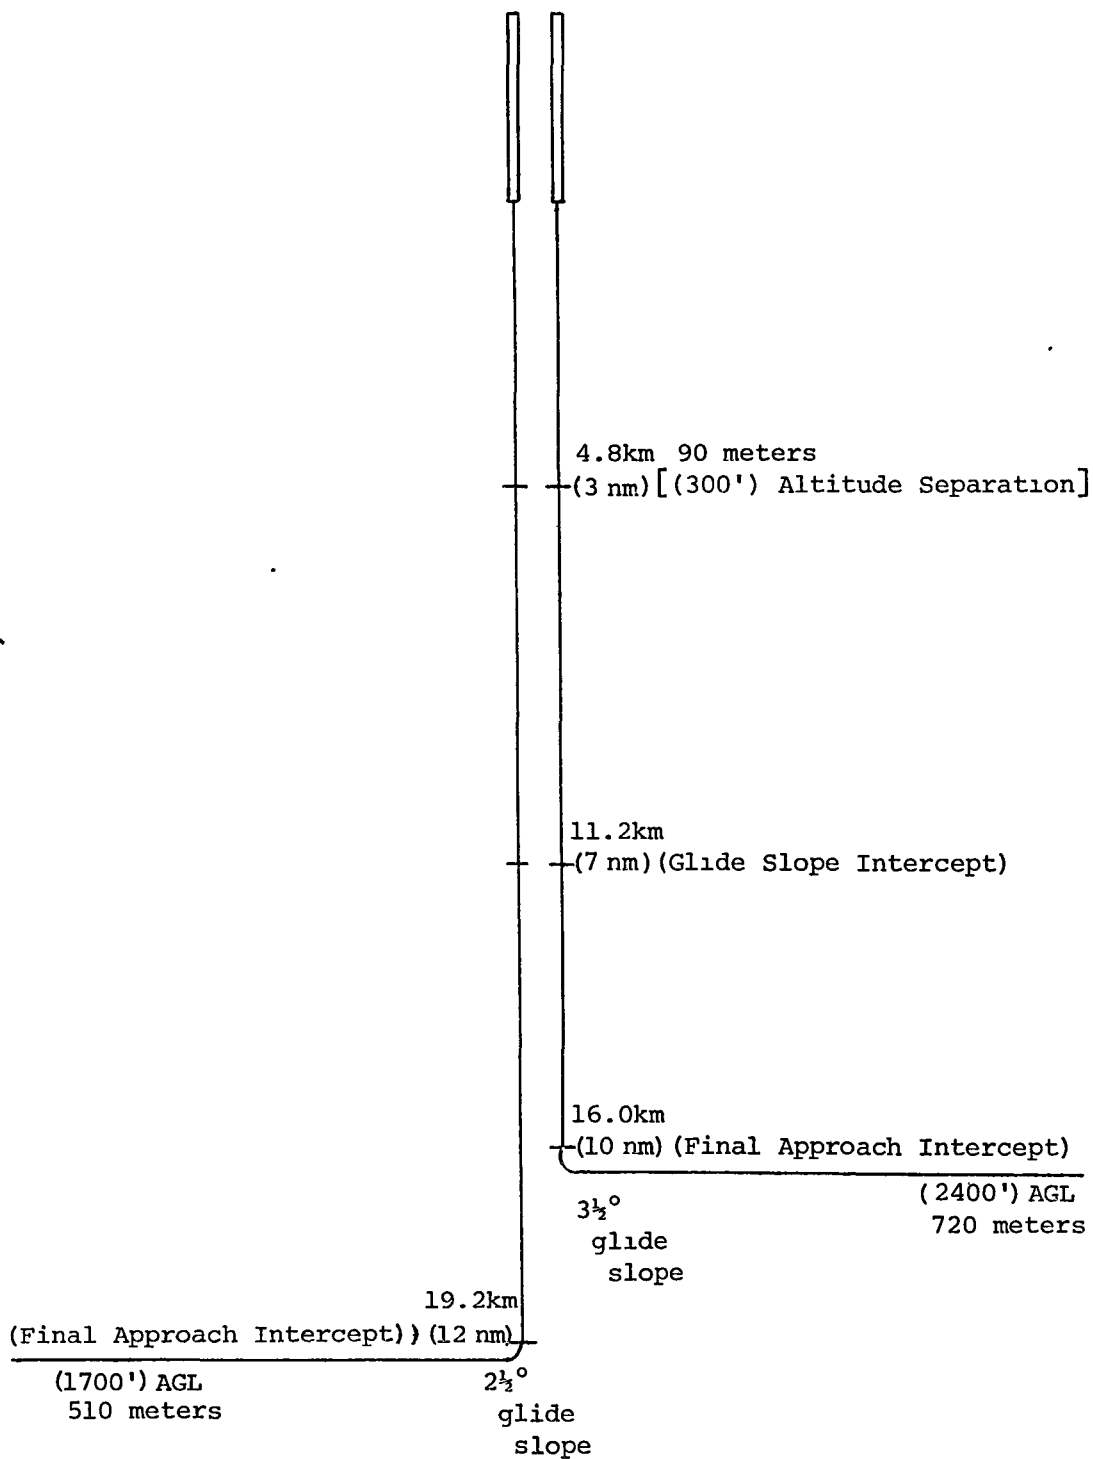 4.8km 90 meters
(3 nm) [(300') Altitude Separation]
11.2km
(7 nm) (Glide Slope Intercept)
16.0km
(10 nm) (Final Approach Intercept)
(2400') AGL
720 meters
3½°
glide
slope
19.2km
(Final Approach Intercept)) (12 nm)
(1700') AGL
510 meters
2½°
glide
slope